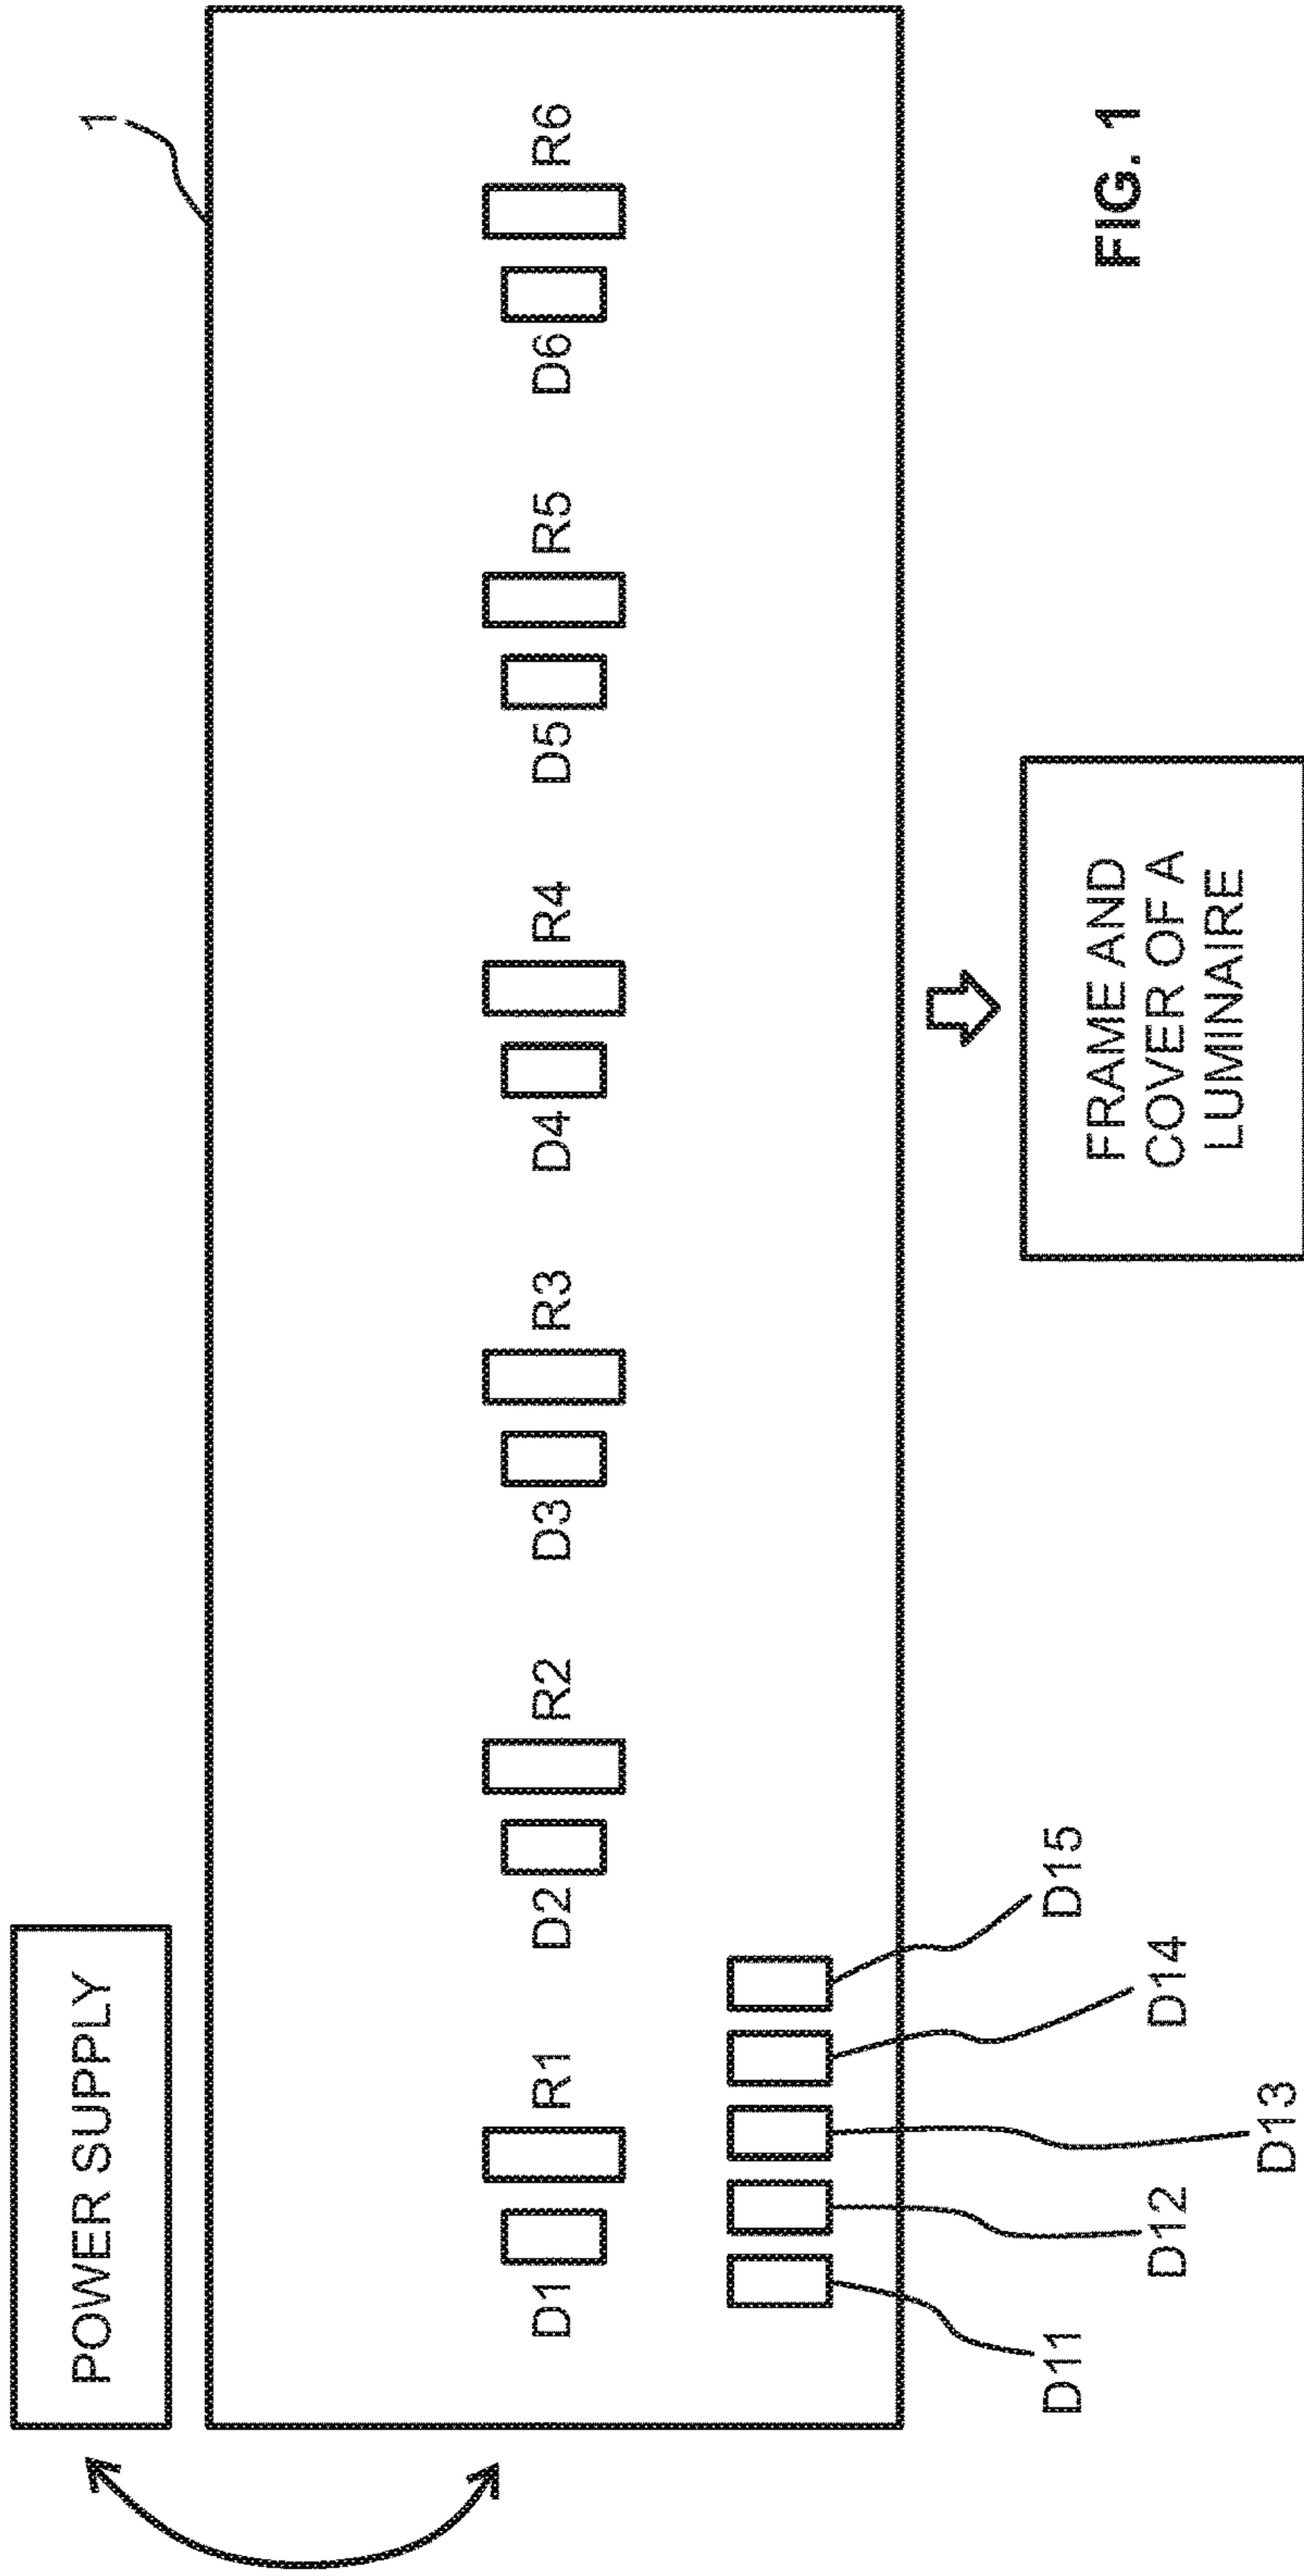 POWER SUPPLY
1
D1
R1
D2
R2
D3
R3
D4
R4
D5
R5
D6
R6
D11
D12
D13
D14
D15
FRAME AND
COVER OF A
LUMINAIRE
FIG. 1